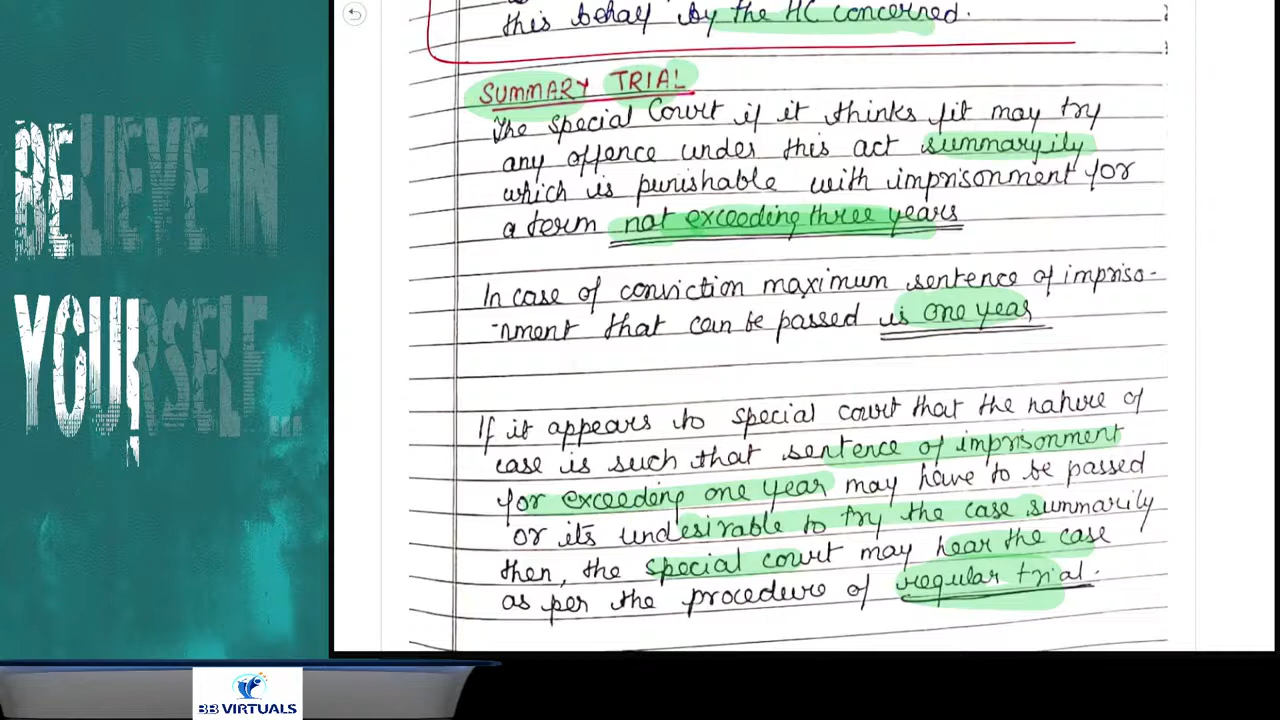 this behalf by the HC concerned.
SUMMARY TRIAL
The special Court if it thinks fit may try
any offence under this act summaryily
which is punishable with imprisonment for
a term not exceeding three years
In case of conviction maximum sentence of impriso-
-nment that can be passed is one year
If it appears to special court that the nature of
case is such that sentence of imprisonment
for exceeding one year may have to be passed
or its undesirable to try the case summarily
then, the special court may hear the case
as per the procedure of regular trial.
BELIEVE IN
YOURSELF...
BB VIRTUALS